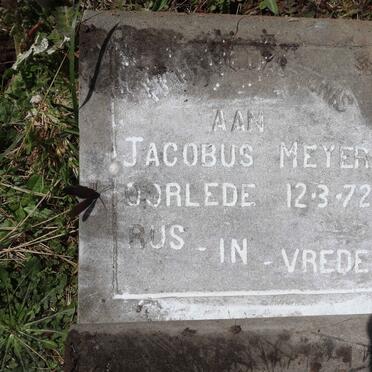 AAN
JACOBUS MEYER
OORLEDE 12.3.72
RUS - IN - VREDE